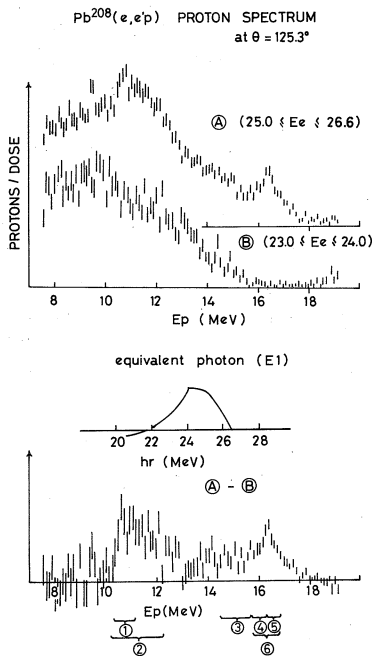 Pb²⁰⁸(e,e'p) PROTON SPECTRUM
at θ = 125.3°
Ⓐ (25.0 ≤ Ee ≤ 26.6)
Ⓑ (23.0 ≤ Ee ≤ 24.0)
PROTONS / DOSE
8 10 12 14 16 18
Ep (MeV)
equivalent photon (E1)
20 22 24 26 28
hr (MeV)
Ⓐ - Ⓑ
8 10 12 14 16 18
Ep(MeV)
① ③ ④ ⑤
② ⑥